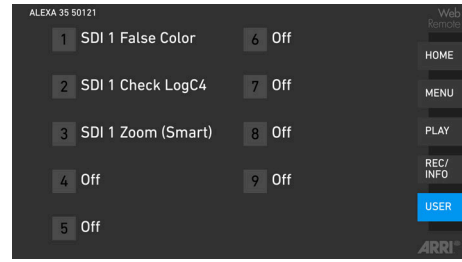 ALEXA 35 50121
Web
Remote
1 SDI 1 False Color
2 SDI 1 Check LogC4
3 SDI 1 Zoom (Smart)
4 Off
5 Off
6 Off
7 Off
8 Off
9 Off
HOME
MENU
PLAY
REC/
INFO
USER
ARRI®